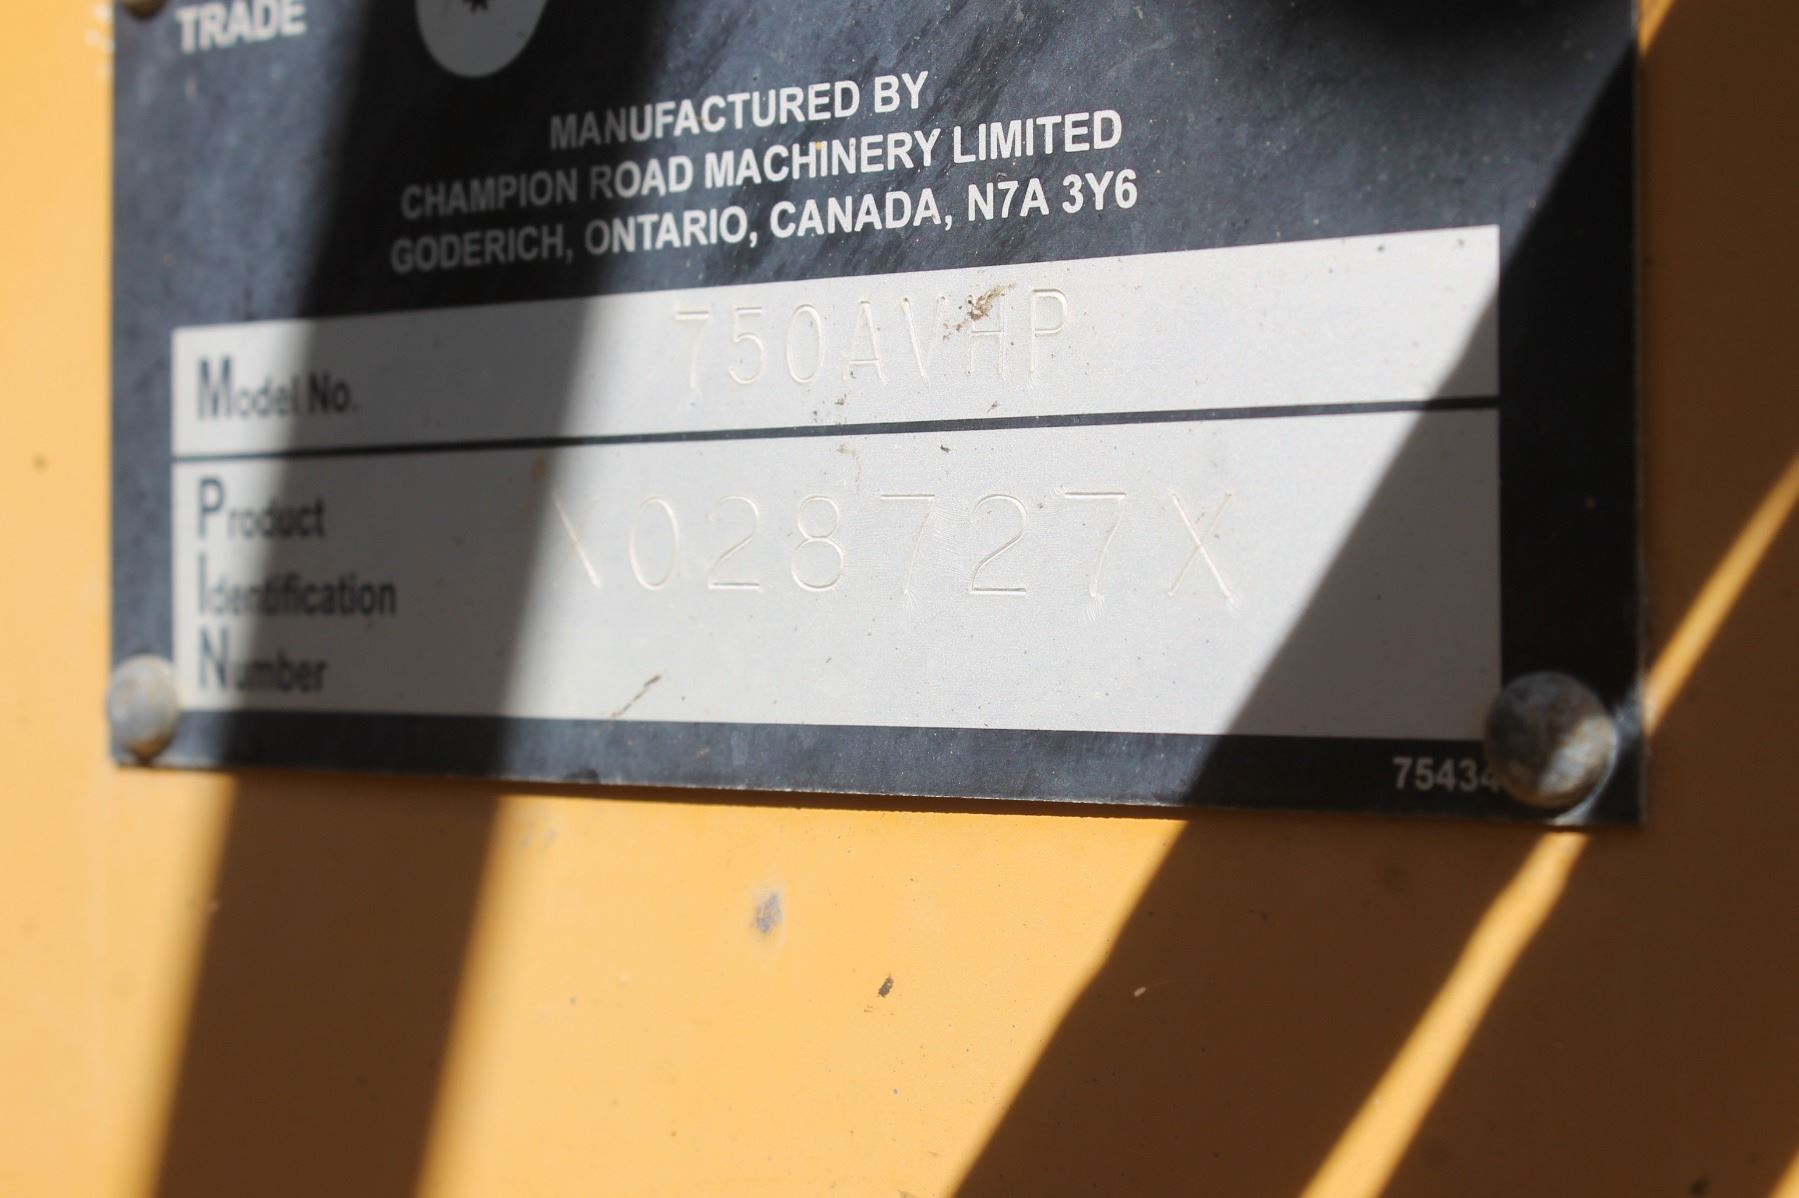 TRADE
MANUFACTURED BY
CHAMPION ROAD MACHINERY LIMITED
GODERICH, ONTARIO, CANADA, N7A 3Y6
Model No. 750AVHP
Product X028727X
Identification
Number